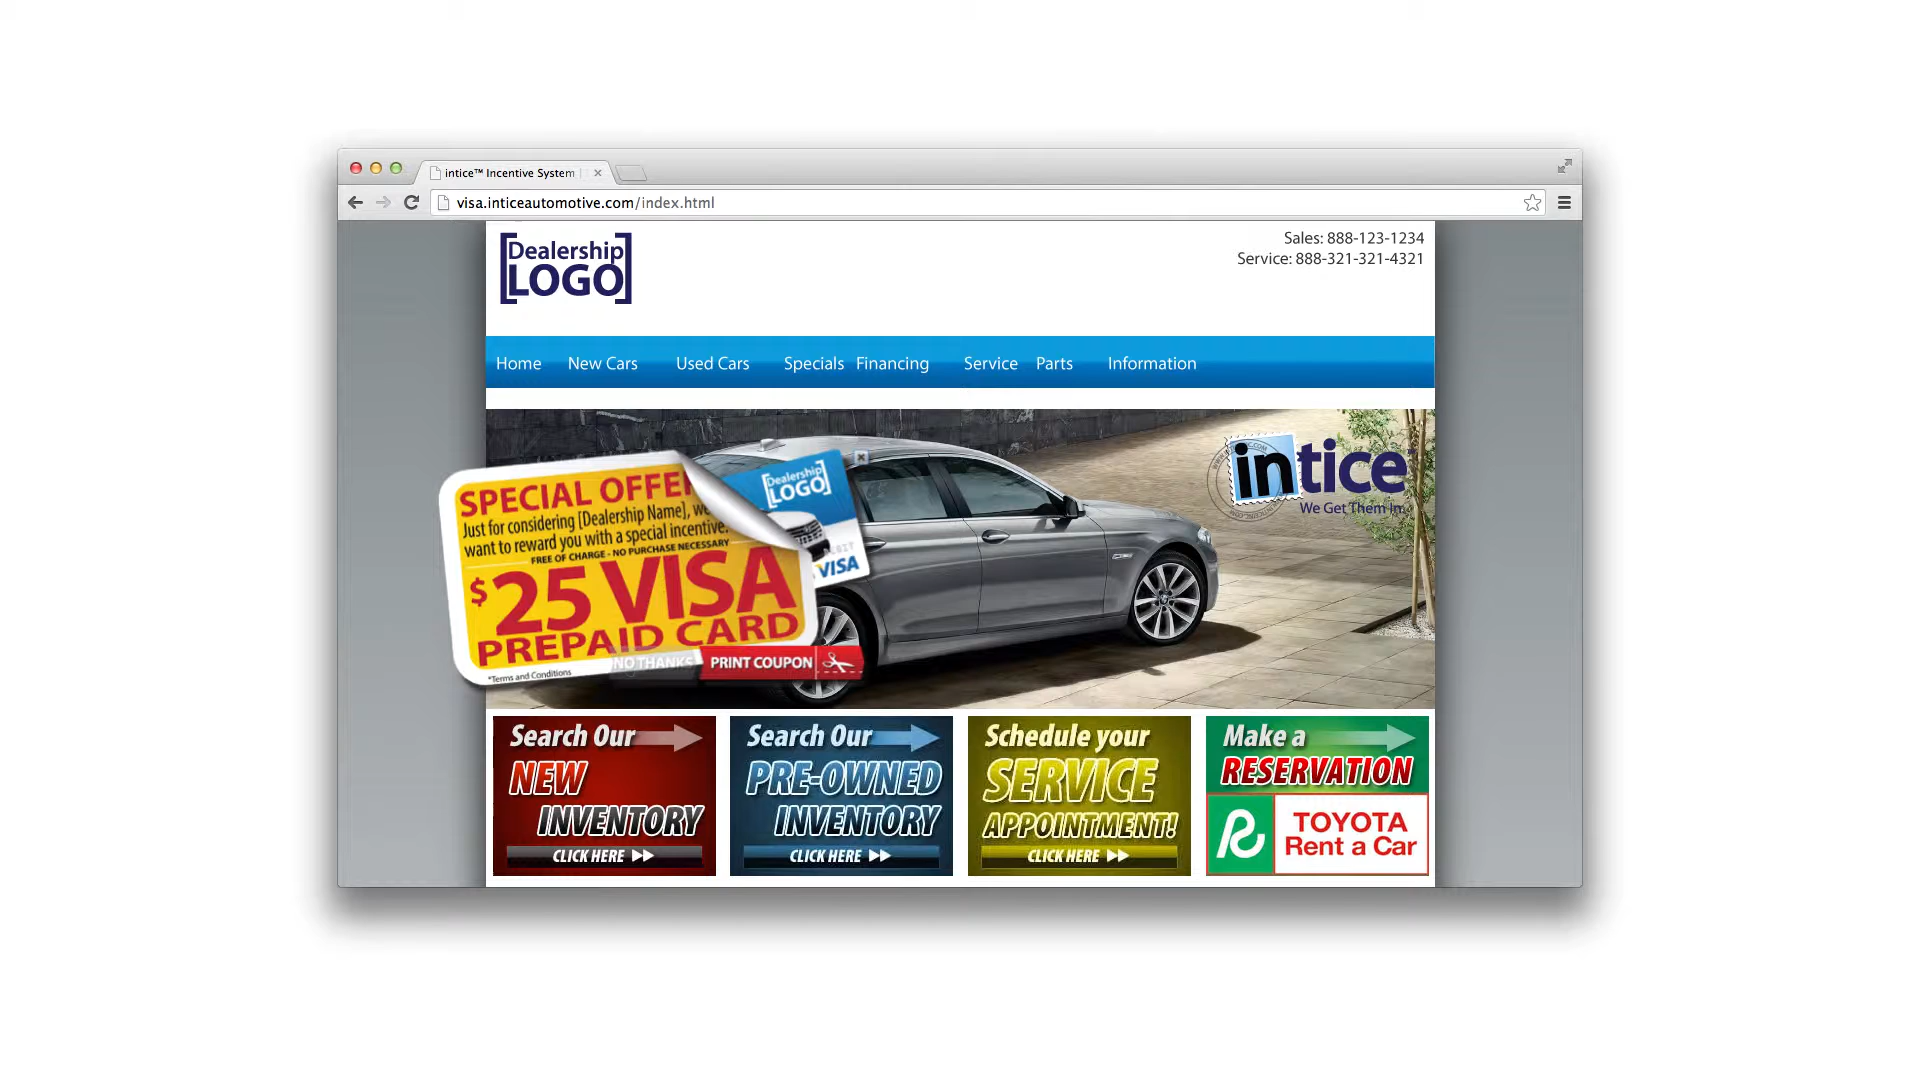 intice™ Incentive System
visa.inticeautomotive.com/index.html
[Dealership
LOGO]
Sales: 888-123-1234
Service: 888-321-321-4321
Home New Cars Used Cars Specials Financing Service Parts Information
intice
We Get Them In.
SPECIAL OFFER
Just for considering [Dealership Name], we
want to reward you with a special incentive.
FREE OF CHARGE - NO PURCHASE NECESSARY
$25 VISA
PREPAID CARD
*Terms and Conditions
[Dealership
LOGO]
VISA
NO THANKS
PRINT COUPON
Search Our
NEW
INVENTORY
CLICK HERE
Search Our
PRE-OWNED
INVENTORY
CLICK HERE
Schedule your
SERVICE
APPOINTMENT!
CLICK HERE
Make a
RESERVATION
TOYOTA
Rent a Car